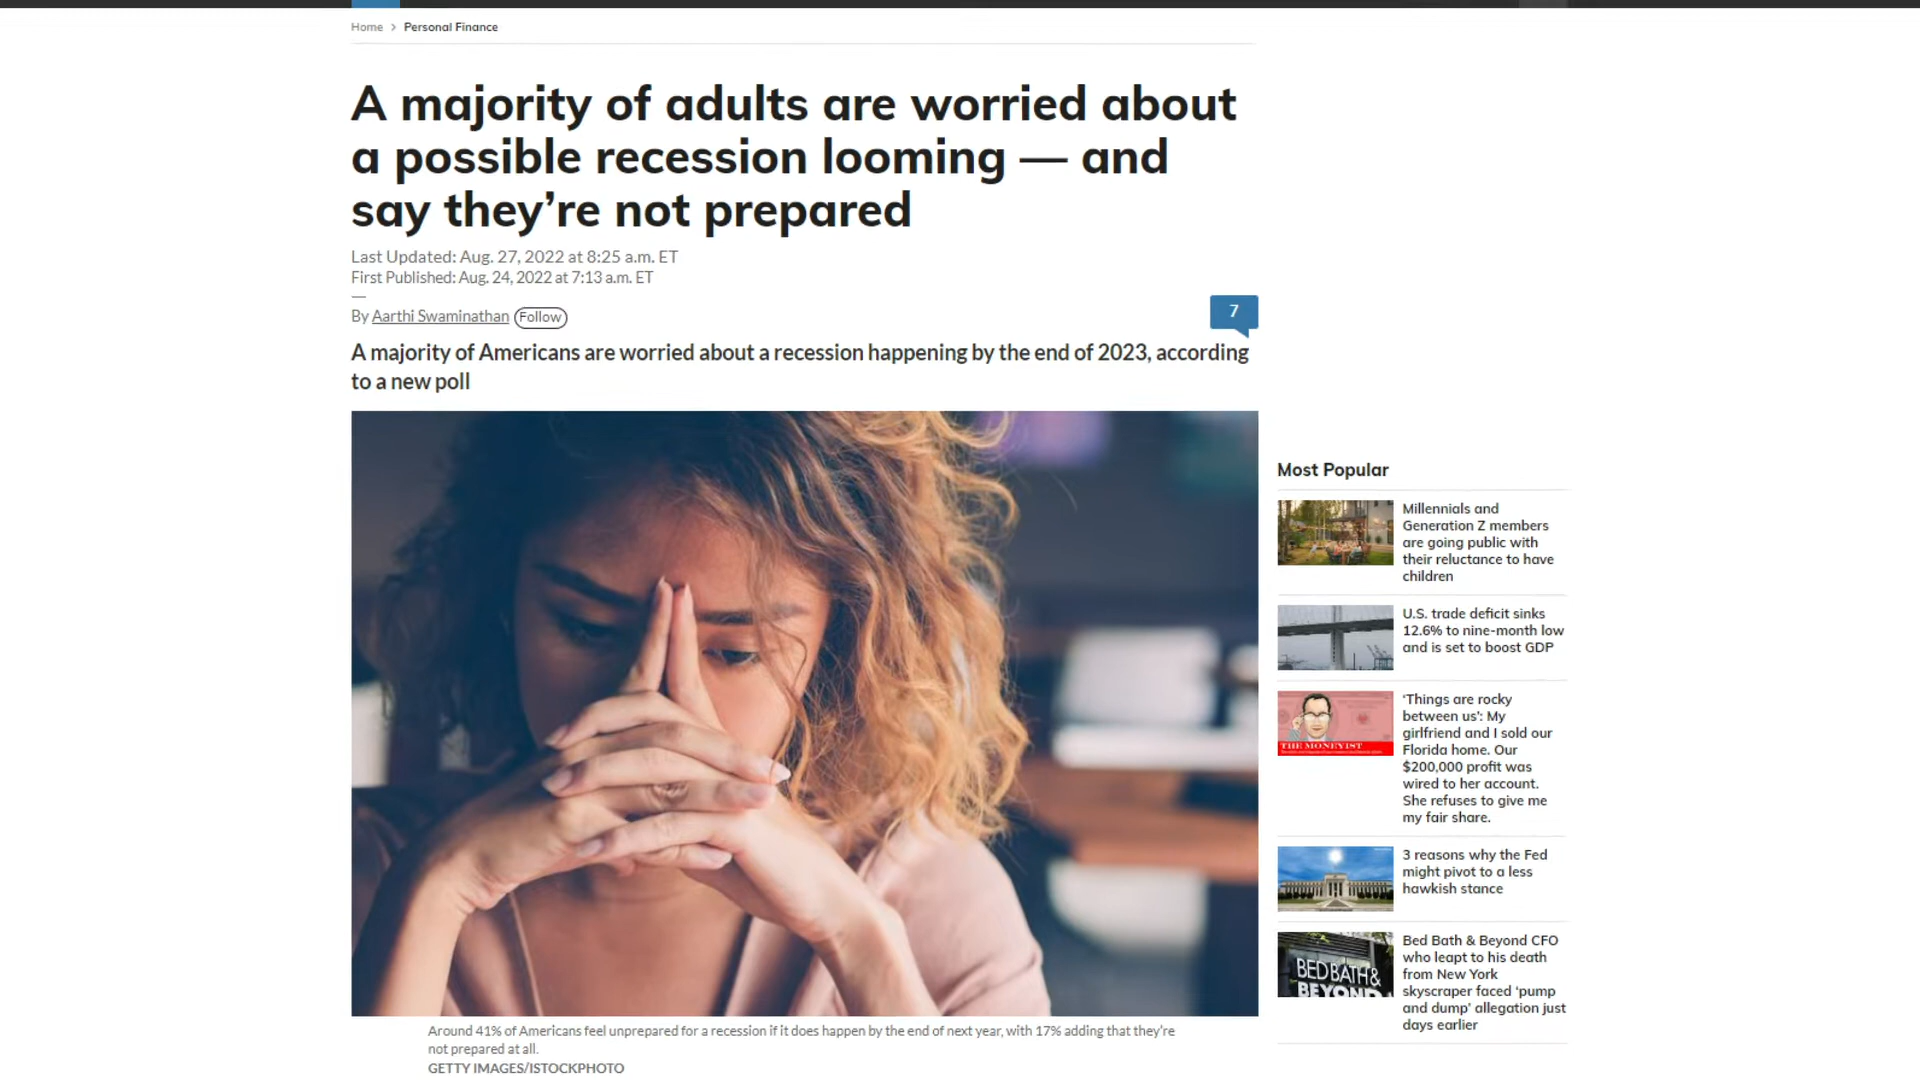 Home > Personal Finance
A majority of adults are worried about
a possible recession looming — and
say they’re not prepared
Last Updated: Aug. 27, 2022 at 8:25 a.m. ET
First Published: Aug. 24, 2022 at 7:13 a.m. ET
—
By Aarthi Swaminathan Follow
7
A majority of Americans are worried about a recession happening by the end of 2023, according
to a new poll
Around 41% of Americans feel unprepared for a recession if it does happen by the end of next year, with 17% adding that they’re
not prepared at all.
GETTY IMAGES/ISTOCKPHOTO
Most Popular
Millennials and
Generation Z members
are going public with
their reluctance to have
children
U.S. trade deficit sinks
12.6% to nine-month low
and is set to boost GDP
THE MONEYIST
‘Things are rocky
between us’: My
girlfriend and I sold our
Florida home. Our
$200,000 profit was
wired to her account.
She refuses to give me
my fair share.
3 reasons why the Fed
might pivot to a less
hawkish stance
BED BATH &
BEYOND
Bed Bath & Beyond CFO
who leapt to his death
from New York
skyscraper faced ‘pump
and dump’ allegation just
days earlier